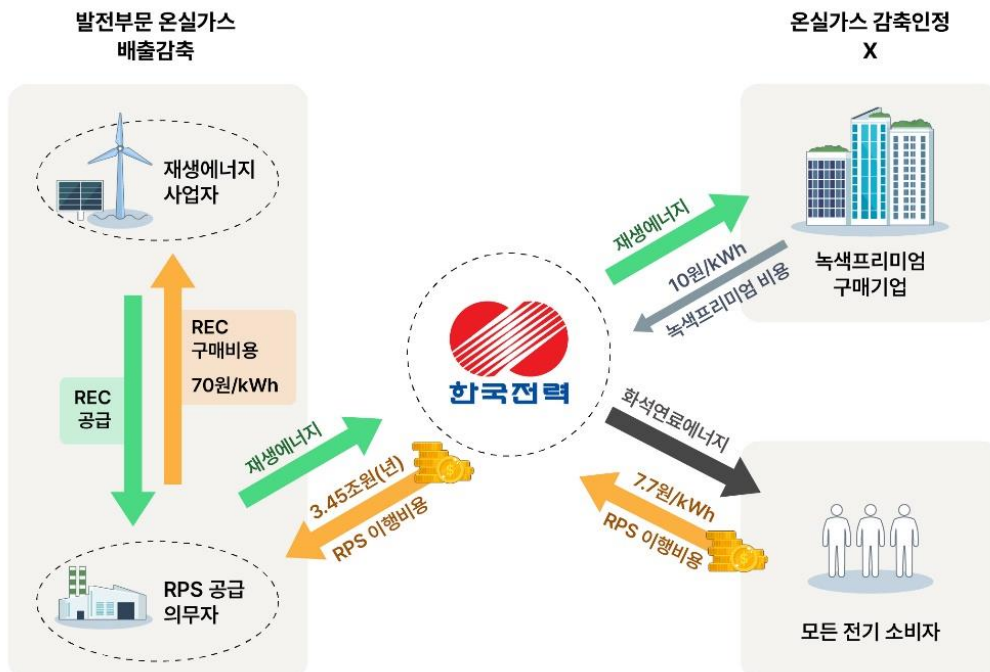 발전부문 온실가스
배출감축
온실가스 감축인정
X
재생에너지
사업자
REC
구매비용
70원/kWh
REC
공급
RPS 공급
의무자
재생에너지
3.45조원(년)
RPS 이행비용
한국전력
재생에너지
10원/kWh
녹색프리미엄 비용
녹색프리미엄
구매기업
화석연료에너지
7.7원/kWh
RPS 이행비용
모든 전기 소비자